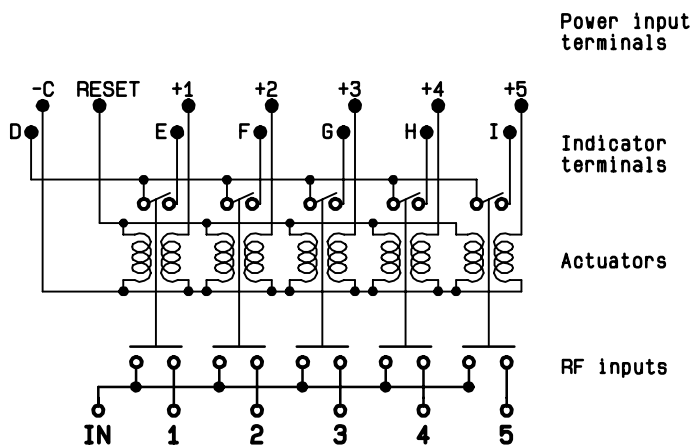 Power input
terminals
-C RESET +1 +2 +3 +4 +5
D E F G H I
Indicator
terminals
Actuators
RF inputs
IN 1 2 3 4 5